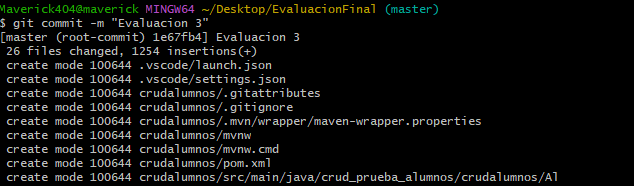 Maverick404@maverick MINGW64 ~/Desktop/EvaluacionFinal (master)
$ git commit -m "Evaluacion 3"
[master (root-commit) 1e67fb4] Evaluacion 3
 26 files changed, 1254 insertions(+)
 create mode 100644 .vscode/launch.json
 create mode 100644 .vscode/settings.json
 create mode 100644 crudalumnos/.gitattributes
 create mode 100644 crudalumnos/.gitignore
 create mode 100644 crudalumnos/.mvn/wrapper/maven-wrapper.properties
 create mode 100644 crudalumnos/mvnw
 create mode 100644 crudalumnos/mvnw.cmd
 create mode 100644 crudalumnos/pom.xml
 create mode 100644 crudalumnos/src/main/java/crud_prueba_alumnos/crudalumnos/Al